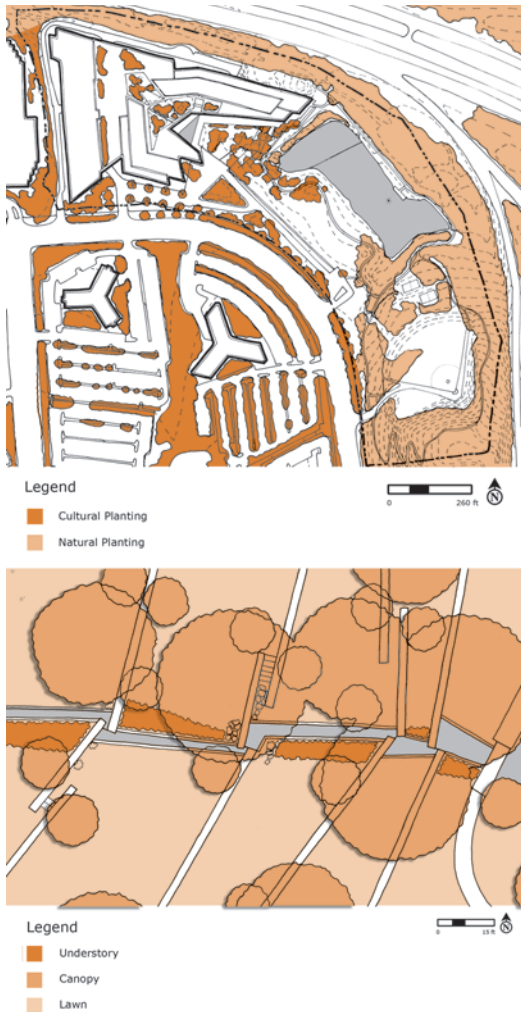 Legend
Cultural Planting
Natural Planting
0 260 ft
N
Legend
Understory
Canopy
Lawn
0 15 ft
N